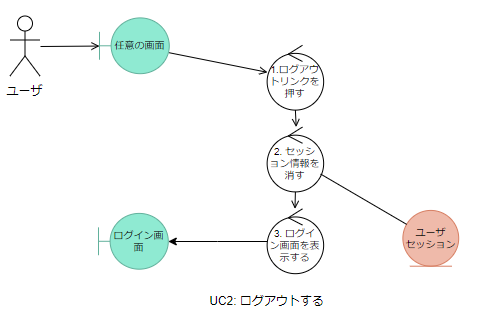 任意の画面
ユーザ
1.ログアウ
トリンクを
押す
2. セッシ
ョン情報を
消す
ログイン画
面
3. ログイ
ン画面を表
示する
ユーザ
セッション
UC2: ログアウトする